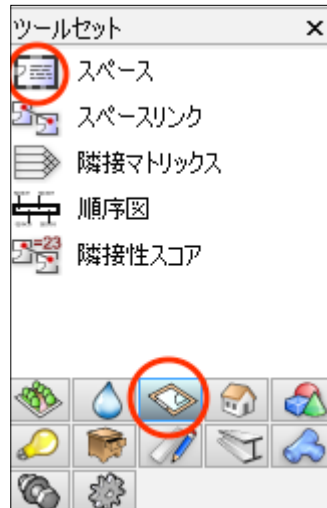 ツールセット
スペース
スペースリンク
隣接マトリックス
順序図
=23
隣接性スコア